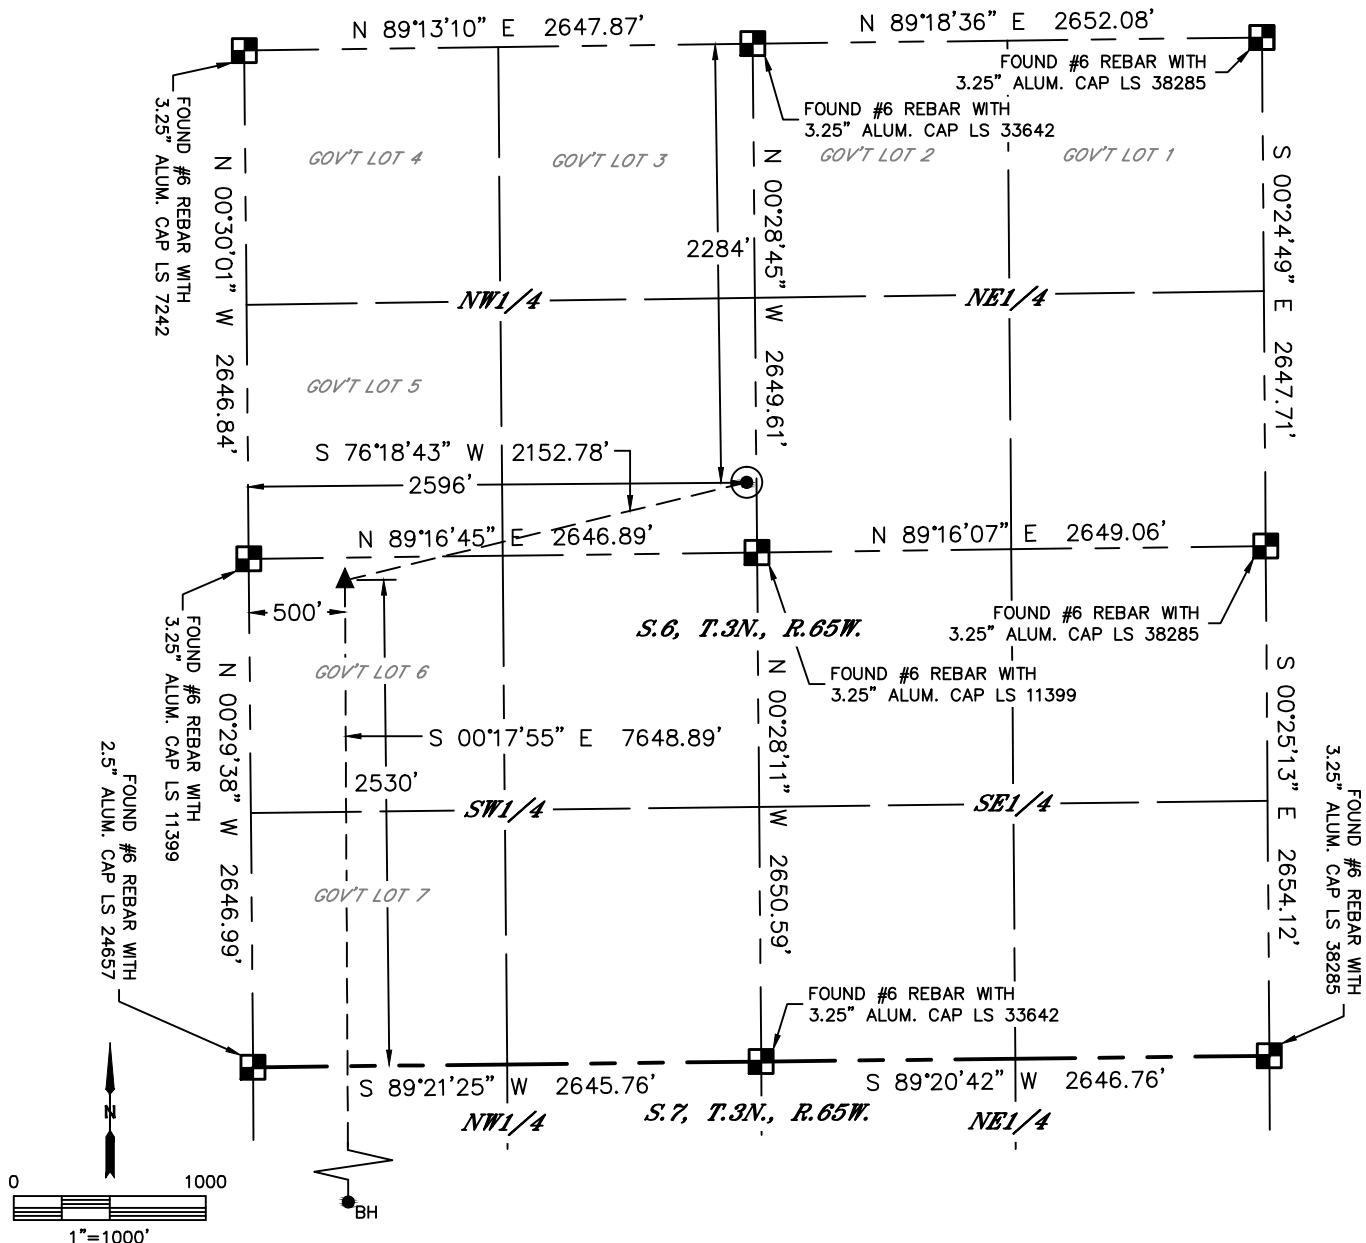 N 89°13'10" E 2647.87'
N 89°18'36" E 2652.08'
FOUND #6 REBAR WITH
3.25" ALUM. CAP LS 38285
FOUND #6 REBAR WITH
3.25" ALUM. CAP LS 33642
FOUND #6 REBAR WITH
3.25" ALUM. CAP LS 7242
GOV'T LOT 4
GOV'T LOT 3
GOV'T LOT 2
GOV'T LOT 1
N 00°30'01" W 2646.84'
2284'
N 00°28'45" W 2649.61'
S 00°24'49" E 2647.71'
NW1/4
NE1/4
GOV'T LOT 5
S 76°18'43" W 2152.78'
2596'
N 89°16'45" E 2646.89'
N 89°16'07" E 2649.06'
500'
S.6, T.3N., R.65W.
FOUND #6 REBAR WITH
3.25" ALUM. CAP LS 38285
FOUND #6 REBAR WITH
3.25" ALUM. CAP LS 11399
FOUND #6 REBAR WITH
3.25" ALUM. CAP LS 11399
GOV'T LOT 6
N 00°29'38" W 2646.99'
S 00°17'55" E 7648.89'
2530'
N 00°28'11" W 2650.59'
S 00°25'13" E 2654.12'
SW1/4
SE1/4
FOUND #6 REBAR WITH
2.5" ALUM. CAP LS 24657
FOUND #6 REBAR WITH
3.25" ALUM. CAP LS 38285
GOV'T LOT 7
FOUND #6 REBAR WITH
3.25" ALUM. CAP LS 33642
S 89°21'25" W 2645.76'
S 89°20'42" W 2646.76'
NW1/4
S.7, T.3N., R.65W.
NE1/4
N
0 1000
1"=1000'
BH